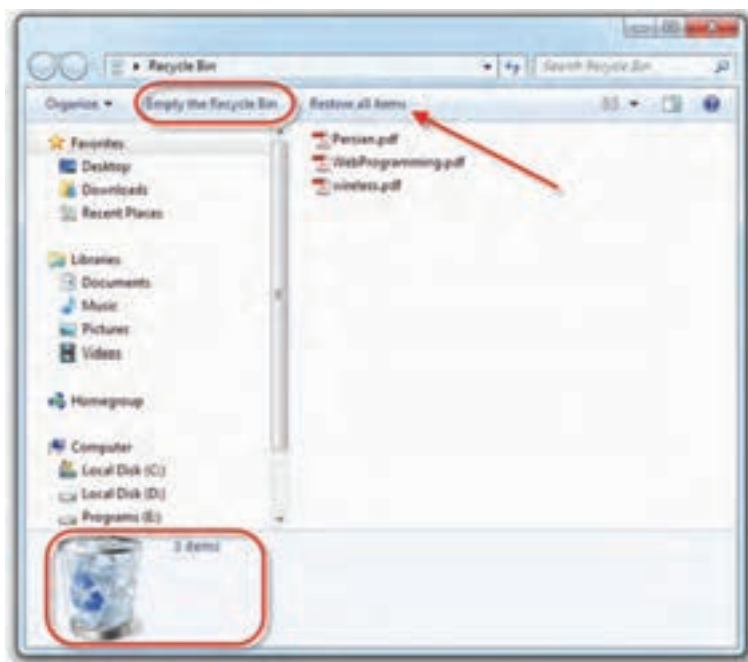 Recycle Bin
Search Recycle Bin
Organize
Empty the Recycle Bin
Restore all items
Favorites
Desktop
Downloads
Recent Places
Libraries
Documents
Music
Pictures
Videos
Homegroup
Computer
Local Disk (C:)
Local Disk (D:)
Programs (E:)
Persian.pdf
WebProgramming.pdf
wireless.pdf
3 items